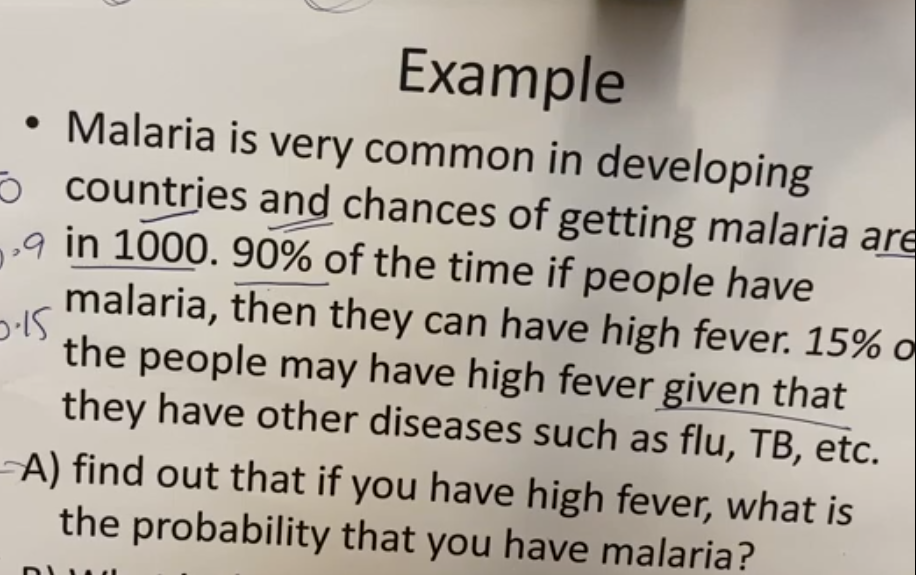 Example
• Malaria is very common in developing
countries and chances of getting malaria are
0.9 in 1000. 90% of the time if people have
malaria, then they can have high fever. 15% o
0.15 the people may have high fever given that
they have other diseases such as flu, TB, etc.
A) find out that if you have high fever, what is
the probability that you have malaria?